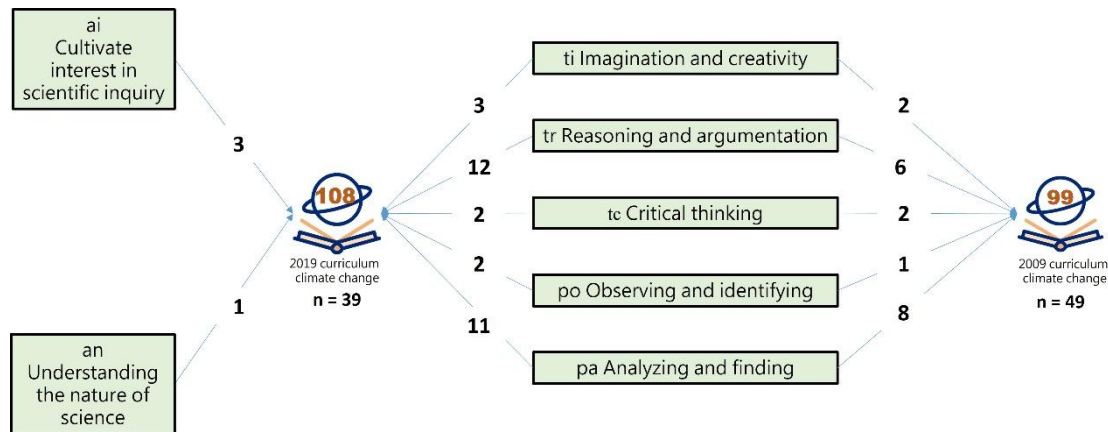 ai
Cultivate
interest in
scientific inquiry
3
1
an
Understanding
the nature of
science
108
2019 curriculum
climate change
n = 39
3
12
2
2
11
ti Imagination and creativity
tr Reasoning and argumentation
tc Critical thinking
po Observing and identifying
pa Analyzing and finding
2
6
2
1
8
99
2009 curriculum
climate change
n = 49